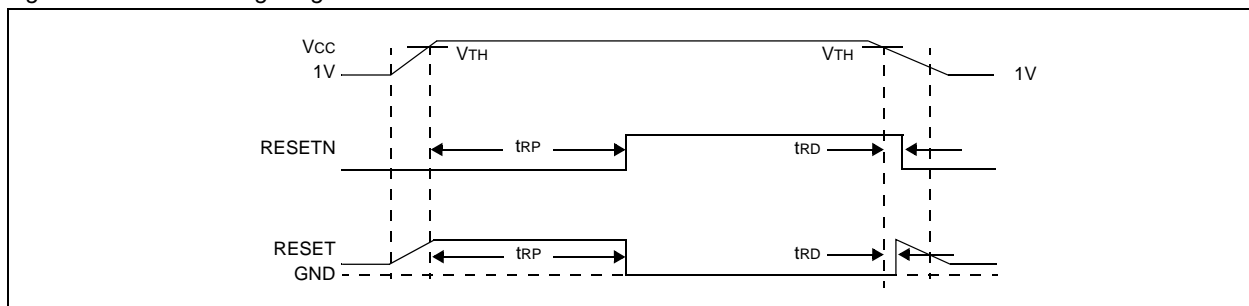 VCC
VTH
VTH
1V
1V
RESETN
tRP
tRD
RESET
tRP
tRD
GND